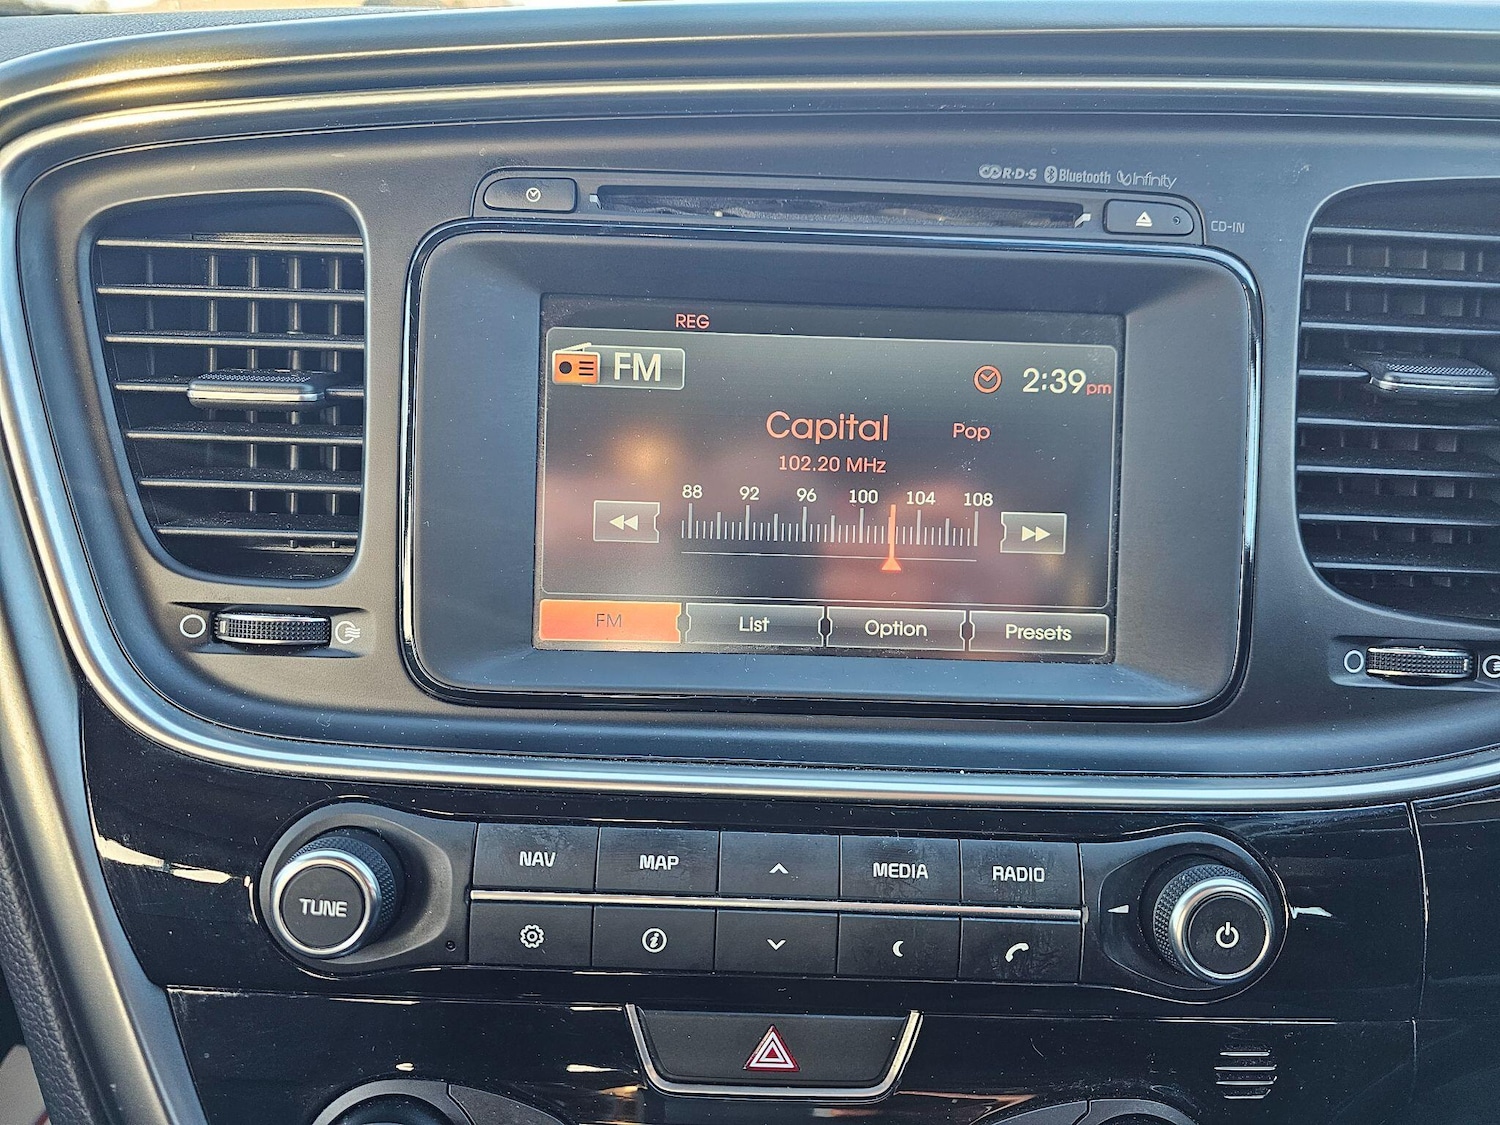 R·D·S Bluetooth Infinity
CD-IN
REG
FM
2:39pm
Capital
Pop
102.20 MHz
88 92 96 100 104 108
FM List Option Presets
NAV MAP MEDIA RADIO
TUNE